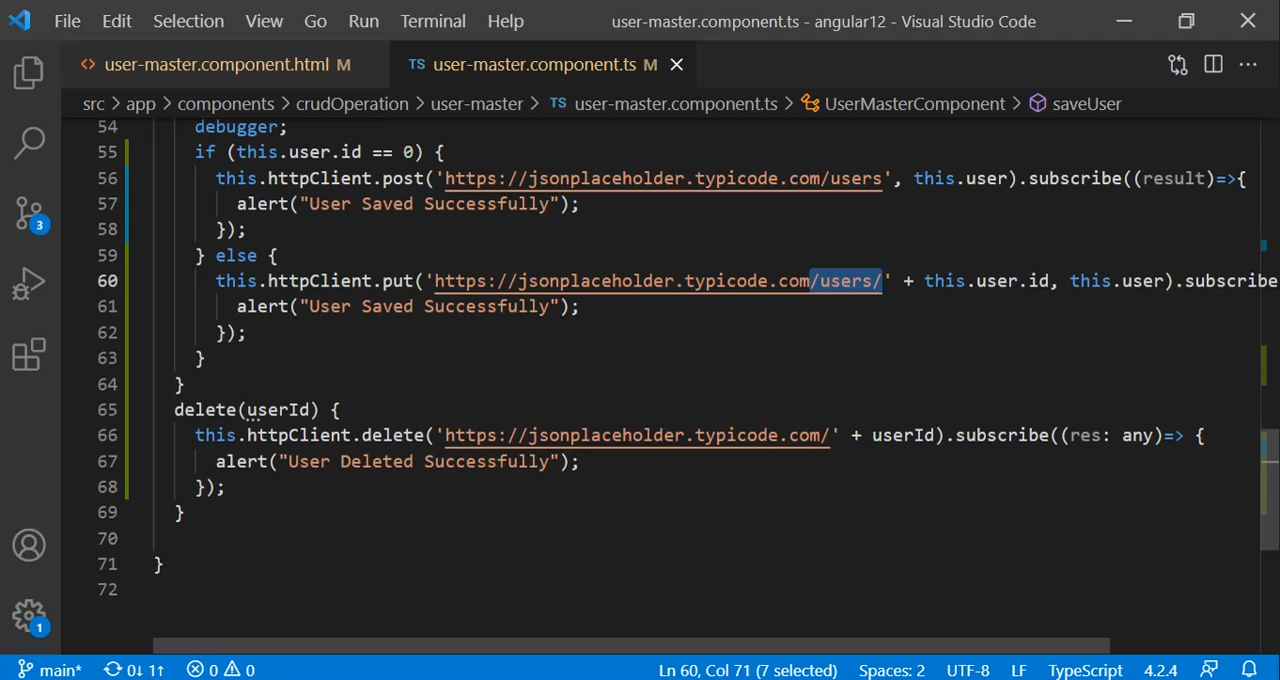 File Edit Selection View Go Run Terminal Help user-master.component.ts - angular12 - Visual Studio Code
<> user-master.component.html M TS user-master.component.ts M
src > app > components > crudOperation > user-master > TS user-master.component.ts > UserMasterComponent > saveUser
54 debugger;
55 if (this.user.id == 0) {
56 this.httpClient.post('https://jsonplaceholder.typicode.com/users', this.user).subscribe((result)=>{
57 alert("User Saved Successfully");
58 });
59 } else {
60 this.httpClient.put('https://jsonplaceholder.typicode.com/users/' + this.user.id, this.user).subscribe
61 alert("User Saved Successfully");
62 });
63 }
64 }
65 delete(userId) {
66 this.httpClient.delete('https://jsonplaceholder.typicode.com/' + userId).subscribe((res: any)=> {
67 alert("User Deleted Successfully");
68 });
69 }
70
71 }
72
3
1
main* 0↓ 1↑ 0 0 Ln 60, Col 71 (7 selected) Spaces: 2 UTF-8 LF TypeScript 4.2.4